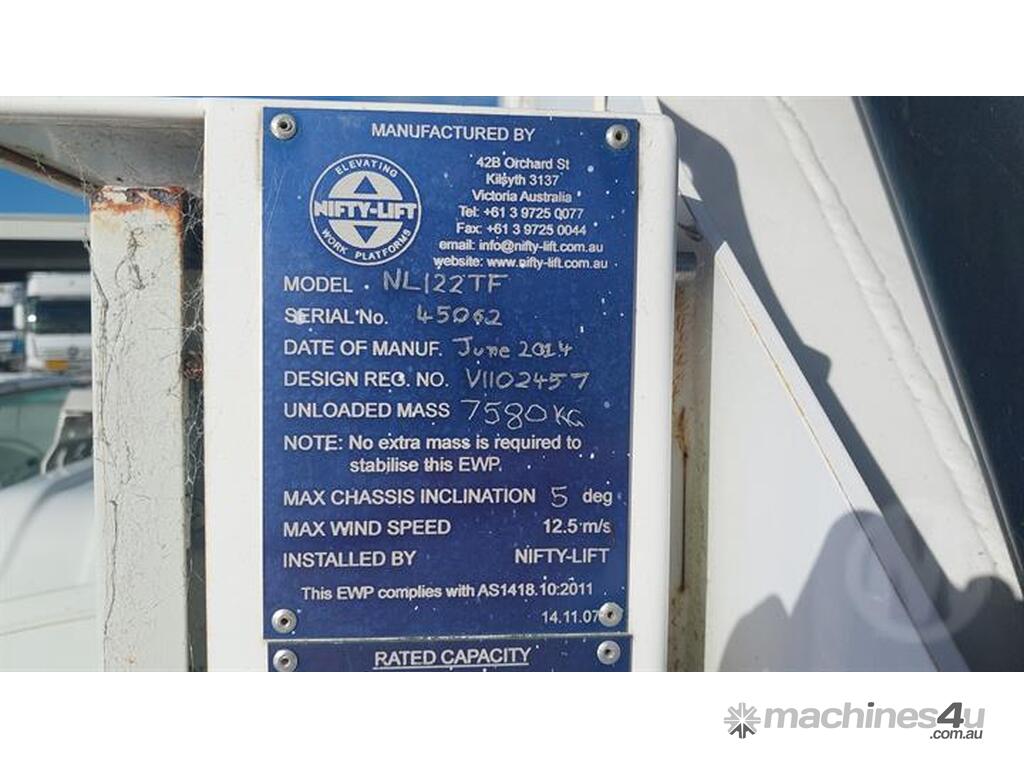 MANUFACTURED BY
ELEVATING
NIFTY-LIFT
WORK PLATFORMS
42B Orchard St
Kilsyth 3137
Victoria Australia
Tel: +61 3 9725 0077
Fax: +61 3 9725 0044
email: info@nifty-lift.com.au
website: www.nifty-lift.com.au
MODEL NL122TF
SERIAL No. 45062
DATE OF MANUF. June 2014
DESIGN REG. NO. V1102457
UNLOADED MASS 7580KG
NOTE: No extra mass is required to
stabilise this EWP.
MAX CHASSIS INCLINATION 5 deg
MAX WIND SPEED 12.5 m/s
INSTALLED BY NIFTY-LIFT
This EWP complies with AS1418.10:2011
14.11.07
RATED CAPACITY
machines4u
.com.au